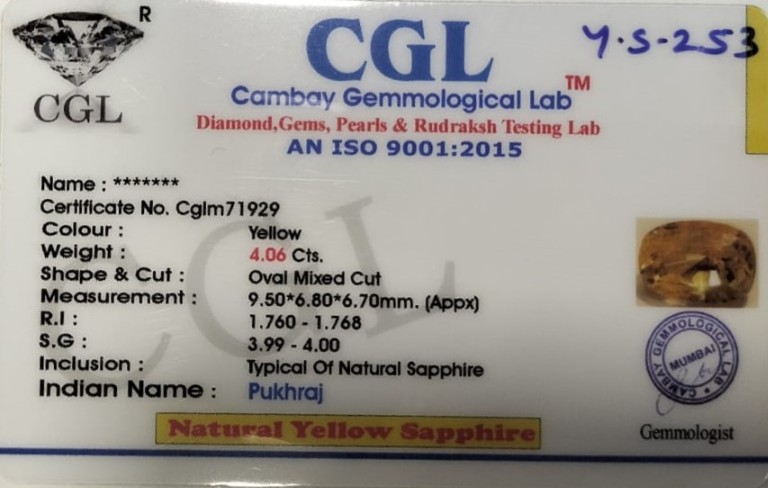 R
CGL
CGL
Y.S-253
Cambay Gemmological Lab™
Diamond,Gems, Pearls & Rudraksh Testing Lab
AN ISO 9001:2015
Name : *******
Certificate No. Cglm71929
Colour : Yellow
Weight : 4.06 Cts.
Shape & Cut : Oval Mixed Cut
Measurement : 9.50*6.80*6.70mm. (Appx)
R.I : 1.760 - 1.768
S.G : 3.99 - 4.00
Inclusion : Typical Of Natural Sapphire
Indian Name : Pukhraj
Natural Yellow Sapphire
CGL
CAMBAY GEMMOLOGICAL LAB
MUMBAI
Gemmologist